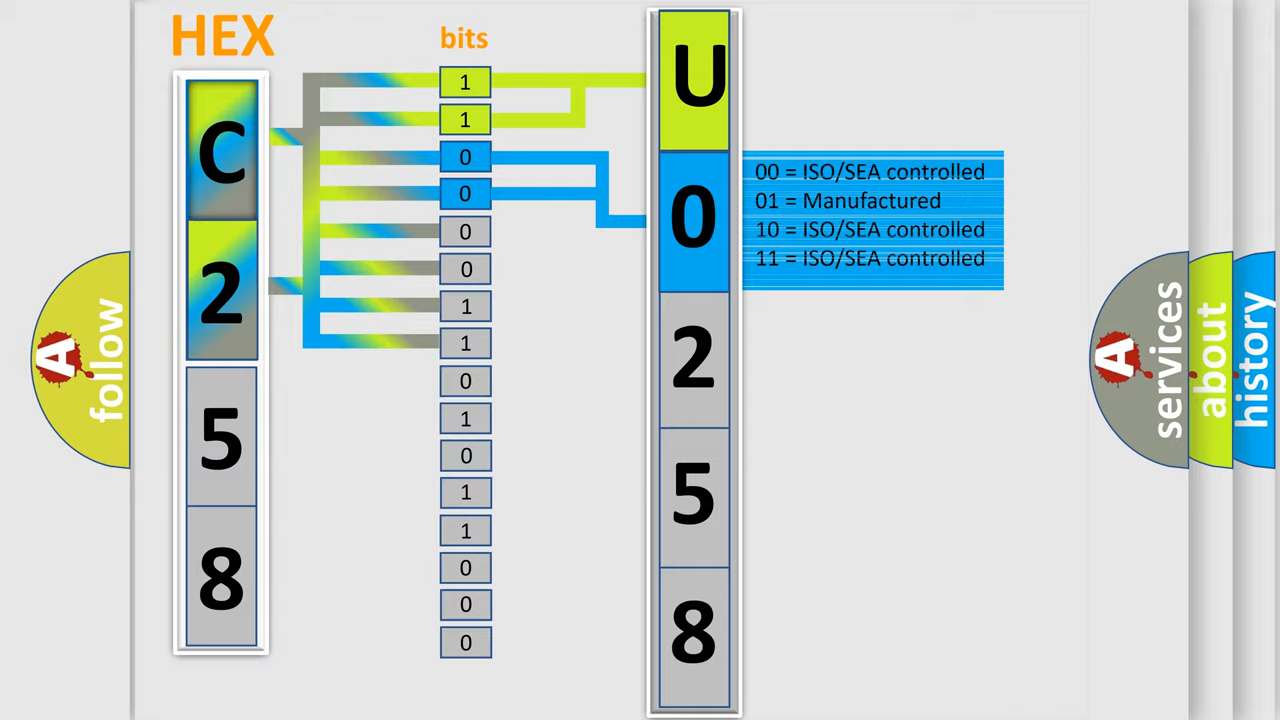 HEX
bits
C
2
5
8
1
1
0
0
0
0
1
1
0
1
0
1
1
0
0
0
U
0
2
5
8
00 = ISO/SEA controlled
01 = Manufactured
10 = ISO/SEA controlled
11 = ISO/SEA controlled
A
follow
A
services
about
history